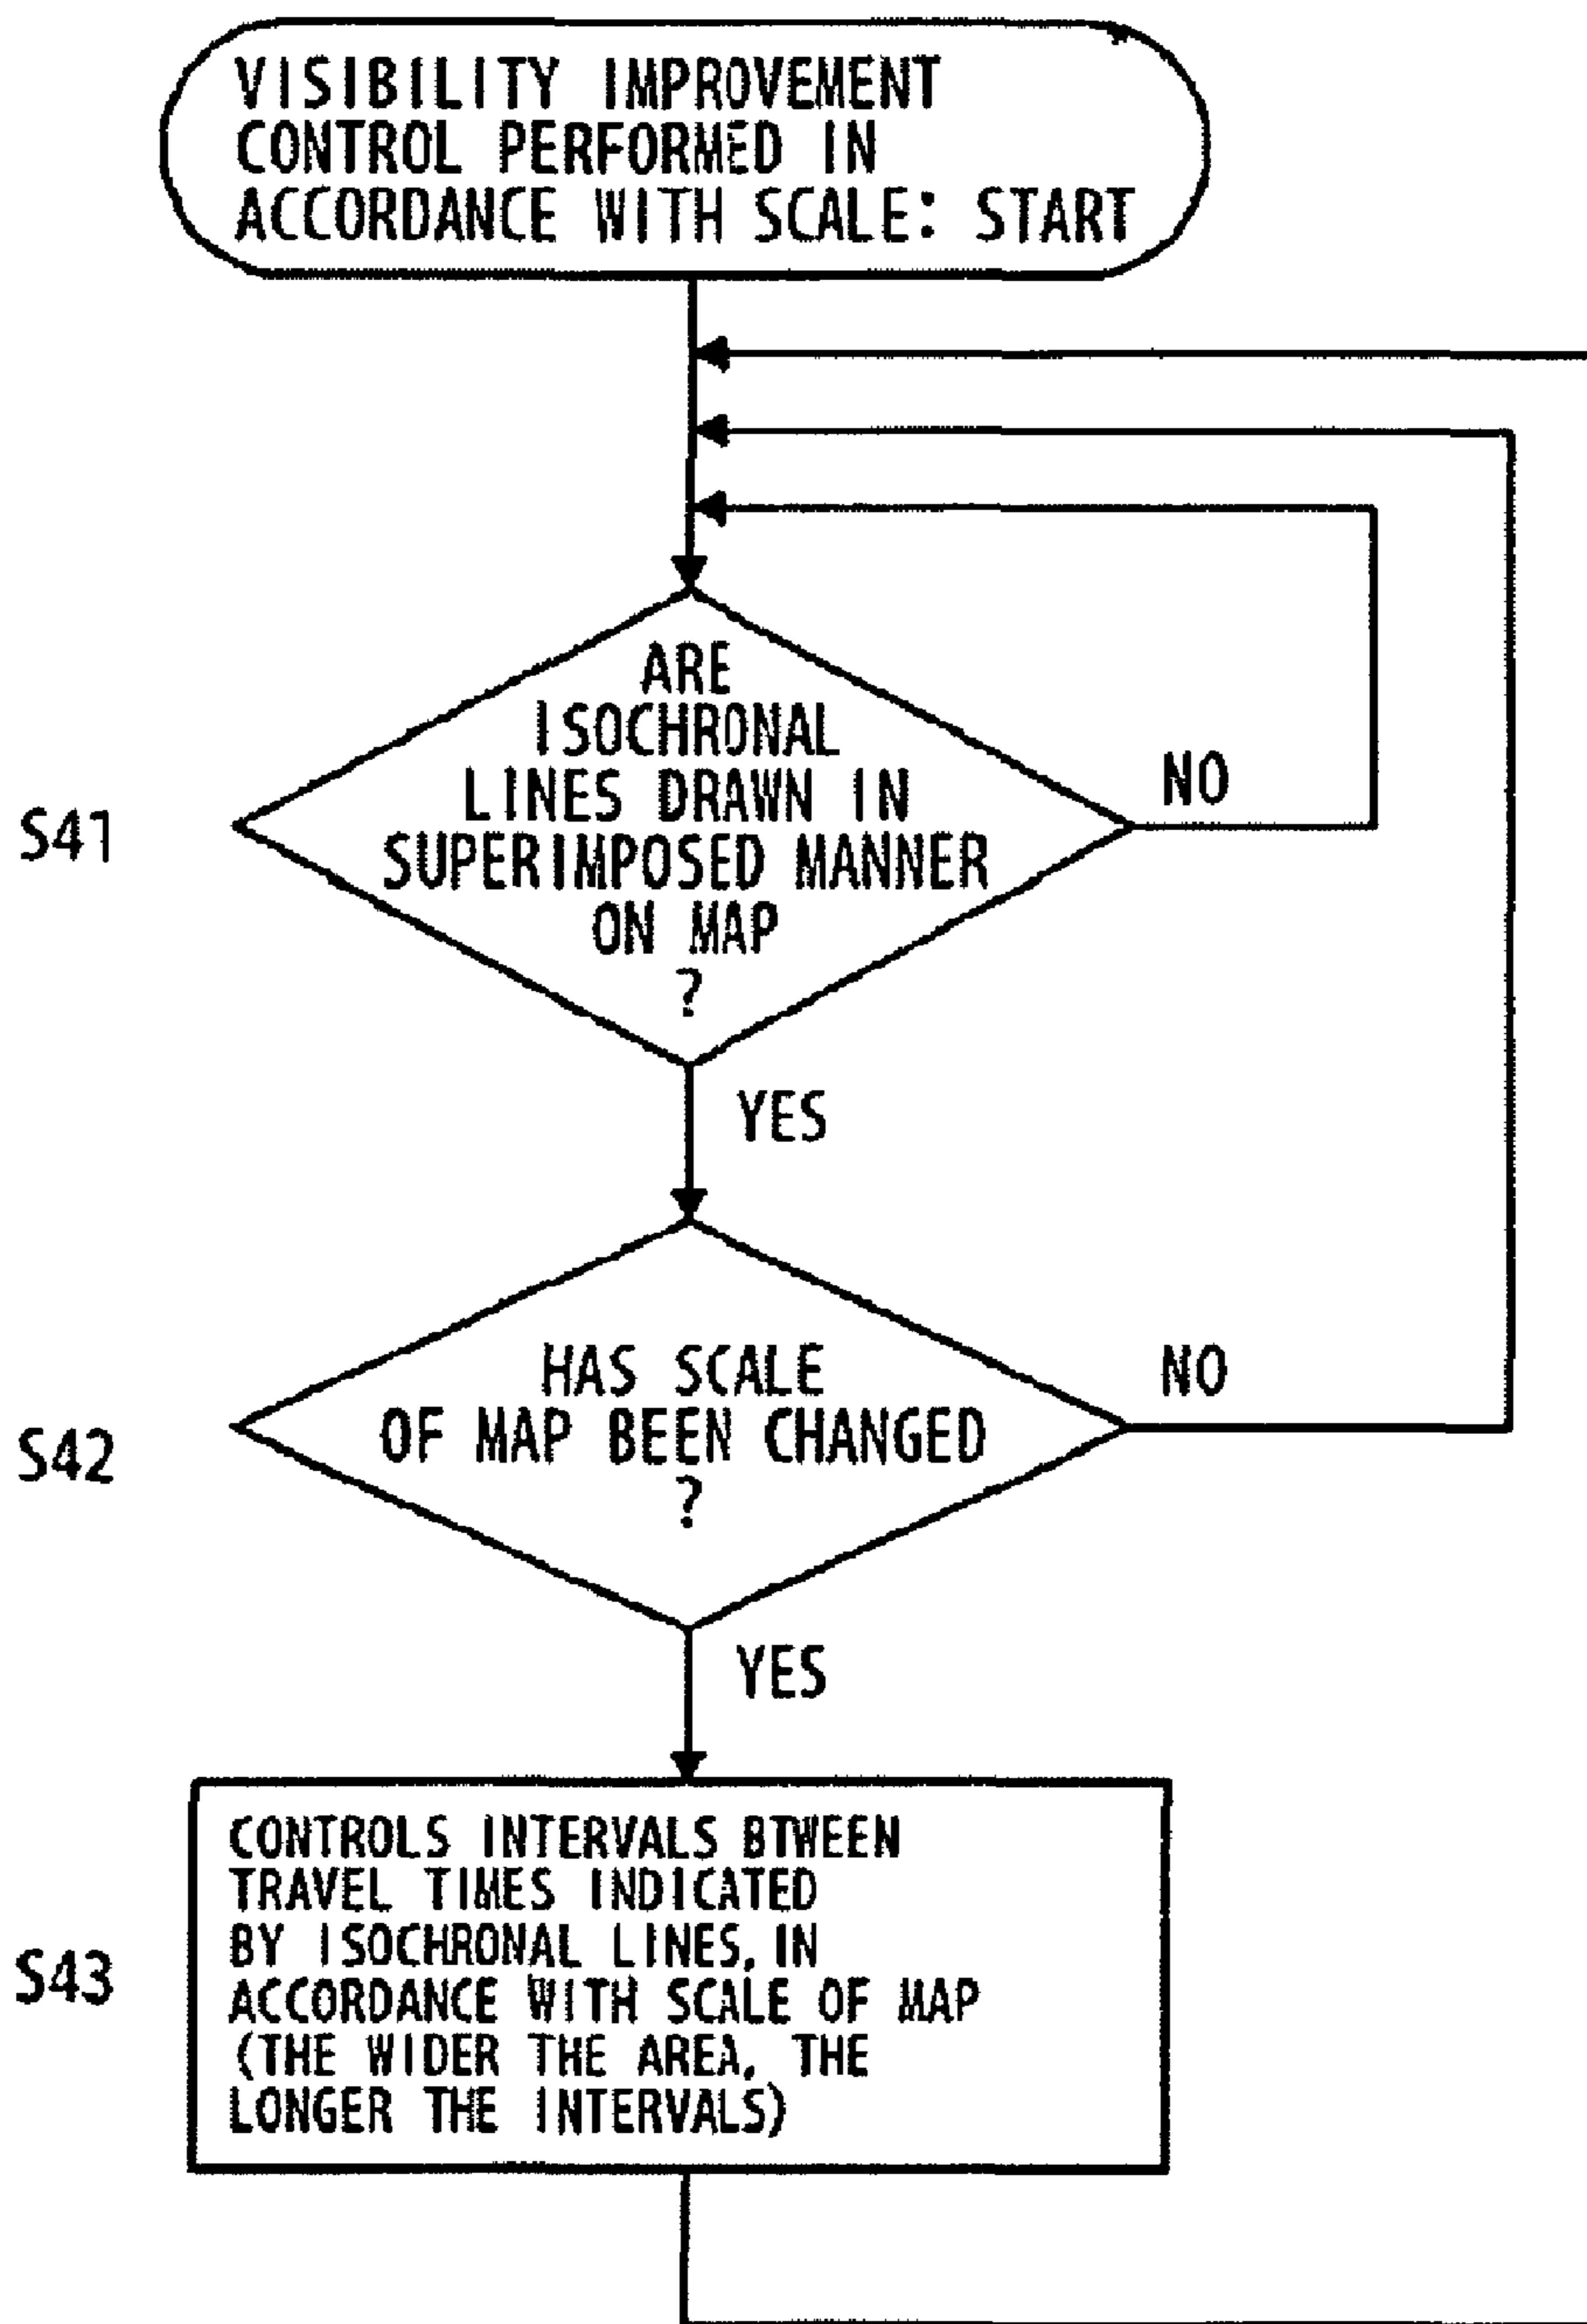 VISIBILITY IMPROVEMENT
CONTROL PERFORMED IN
ACCORDANCE WITH SCALE: START
ARE
ISOCHRONAL
LINES DRAWN IN
SUPERIMPOSED MANNER
ON MAP
?
NO
S41
YES
HAS SCALE
OF MAP BEEN CHANGED
?
NO
S42
YES
CONTROLS INTERVALS BTWEEN
TRAVEL TIMES INDICATED
BY ISOCHRONAL LINES, IN
ACCORDANCE WITH SCALE OF MAP
(THE WIDER THE AREA, THE
LONGER THE INTERVALS)
S43